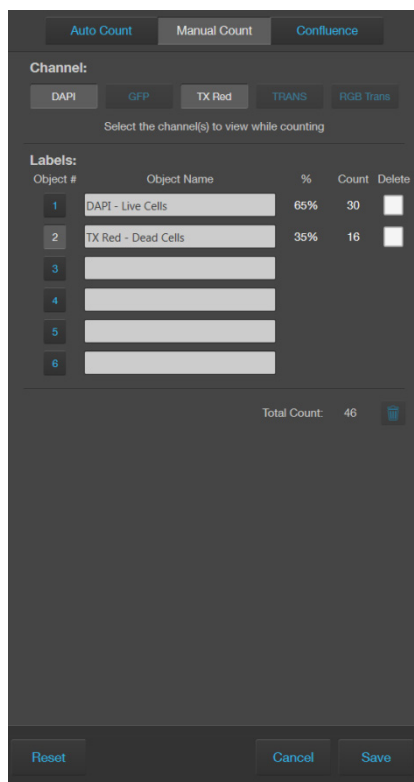 Auto Count Manual Count Confluence
Channel:
DAPI GFP TX Red TRANS RGB Trans
Select the channel(s) to view while counting
Labels:
Object # Object Name % Count Delete
1 DAPI - Live Cells 65% 30
2 TX Red - Dead Cells 35% 16
3
4
5
6
Total Count: 46
Reset Cancel Save